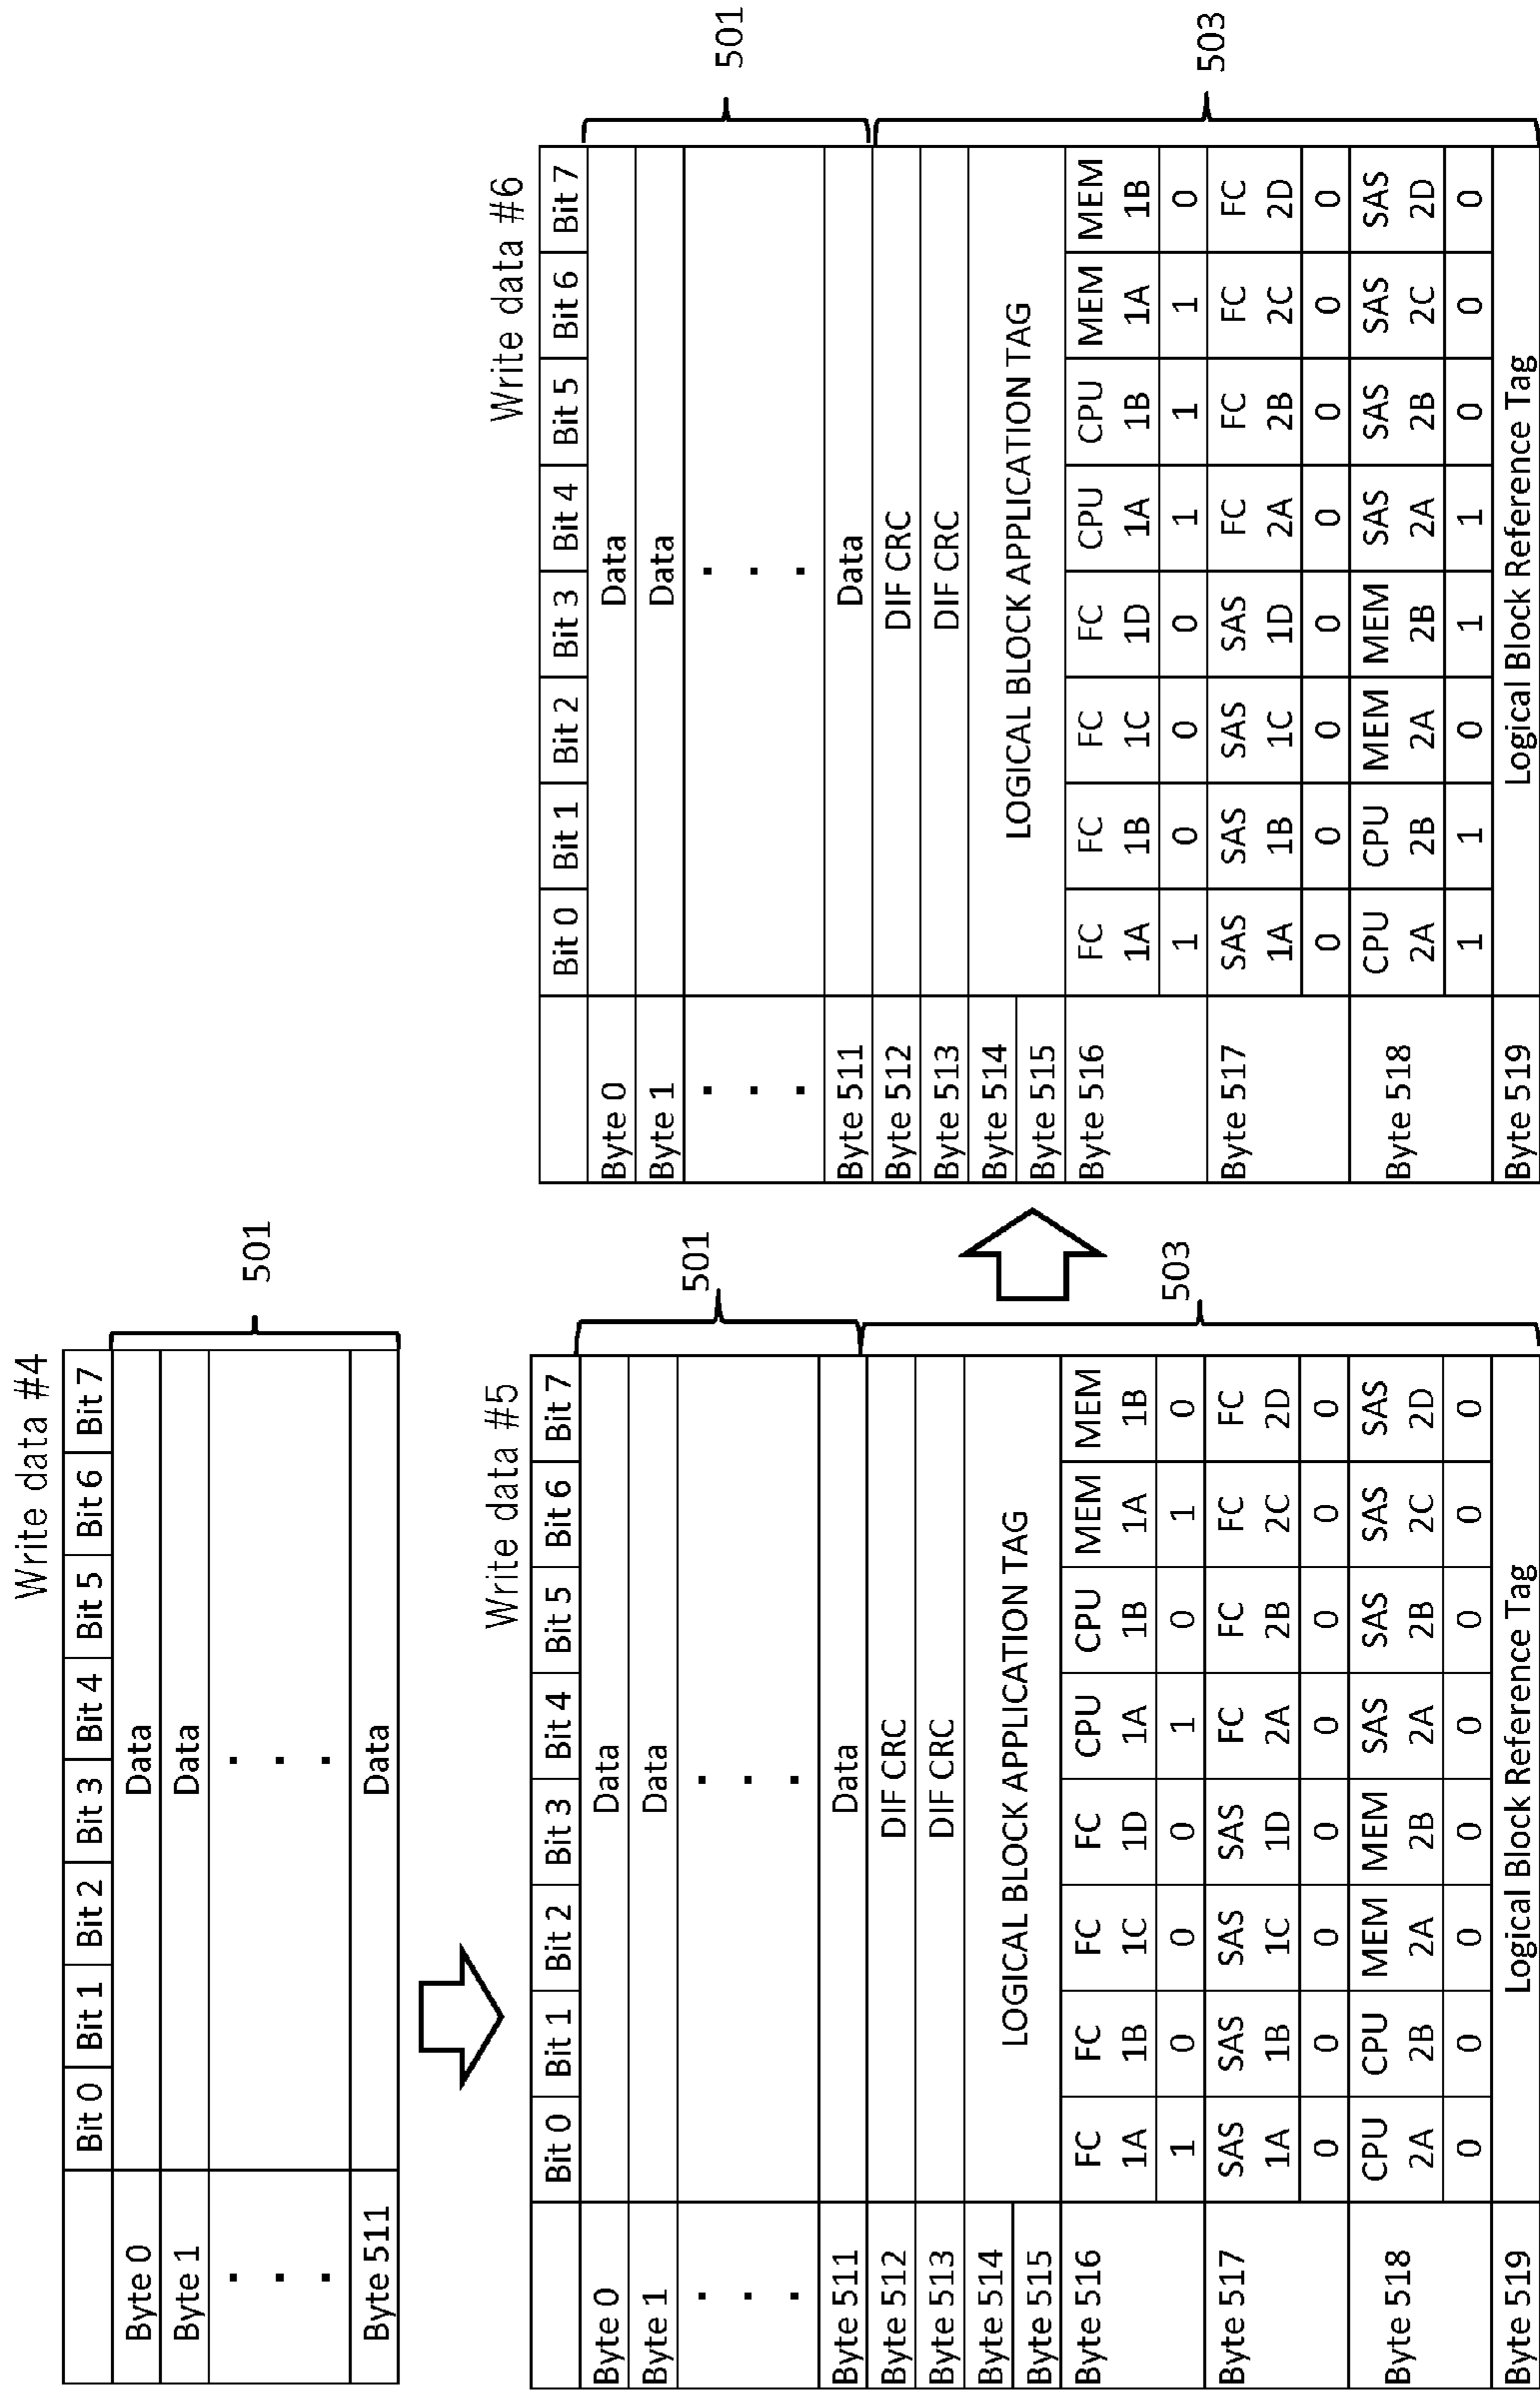 Write data #4
Bit 0 Bit 1 Bit 2 Bit 3 Bit 4 Bit 5 Bit 6 Bit 7
Byte 0 Data
Byte 1 Data
. . . . . .
Byte 511 Data
501
Write data #5
Bit 0 Bit 1 Bit 2 Bit 3 Bit 4 Bit 5 Bit 6 Bit 7
Byte 0 Data
Byte 1 Data
. . . . . .
Byte 511 Data
Byte 512 DIF CRC
Byte 513 DIF CRC
Byte 514
LOGICAL BLOCK APPLICATION TAG
Byte 515
Byte 516 FC FC FC FC CPU CPU MEM MEM
1A 1B 1C 1D 1A 1B 1A 1B
1 0 0 0 1 0 1 0
Byte 517 SAS SAS SAS SAS FC FC FC FC
1A 1B 1C 1D 2A 2B 2C 2D
0 0 0 0 0 0 0 0
Byte 518 CPU CPU MEM MEM SAS SAS SAS SAS
2A 2B 2A 2B 2A 2B 2C 2D
0 0 0 0 0 0 0 0
Byte 519 Logical Block Reference Tag
501
503
Write data #6
Bit 0 Bit 1 Bit 2 Bit 3 Bit 4 Bit 5 Bit 6 Bit 7
Byte 0 Data
Byte 1 Data
. . . . . .
Byte 511 Data
Byte 512 DIF CRC
Byte 513 DIF CRC
Byte 514
LOGICAL BLOCK APPLICATION TAG
Byte 515
Byte 516 FC FC FC FC CPU CPU MEM MEM
1A 1B 1C 1D 1A 1B 1A 1B
1 0 0 0 1 1 1 0
Byte 517 SAS SAS SAS SAS FC FC FC FC
1A 1B 1C 1D 2A 2B 2C 2D
0 0 0 0 0 0 0 0
Byte 518 CPU CPU MEM MEM SAS SAS SAS SAS
2A 2B 2A 2B 2A 2B 2C 2D
1 1 0 1 1 0 0 0
Byte 519 Logical Block Reference Tag
501
503